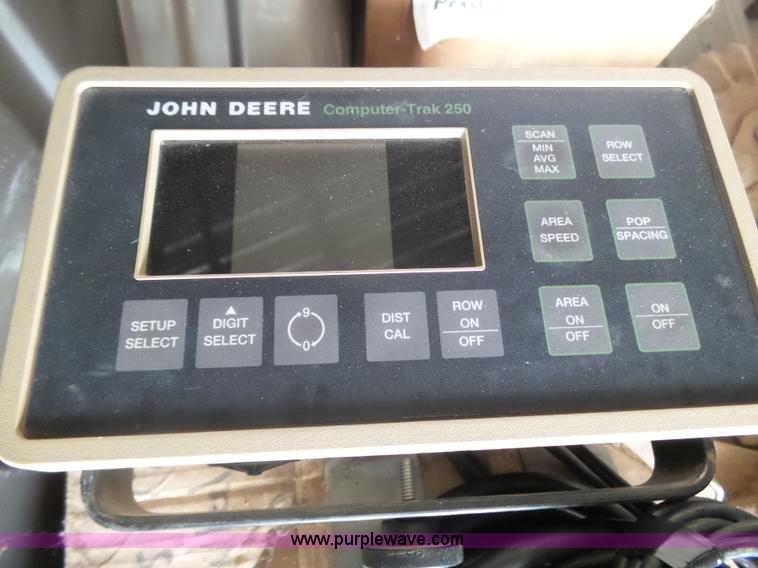 JOHN DEERE Computer-Trak 250
SCAN
MIN
AVG
MAX
ROW
SELECT
AREA
SPEED
POP
SPACING
SETUP
SELECT
DIGIT
SELECT
9
0
DIST
CAL
ROW
ON
OFF
AREA
ON
OFF
ON
OFF
www.purplewave.com